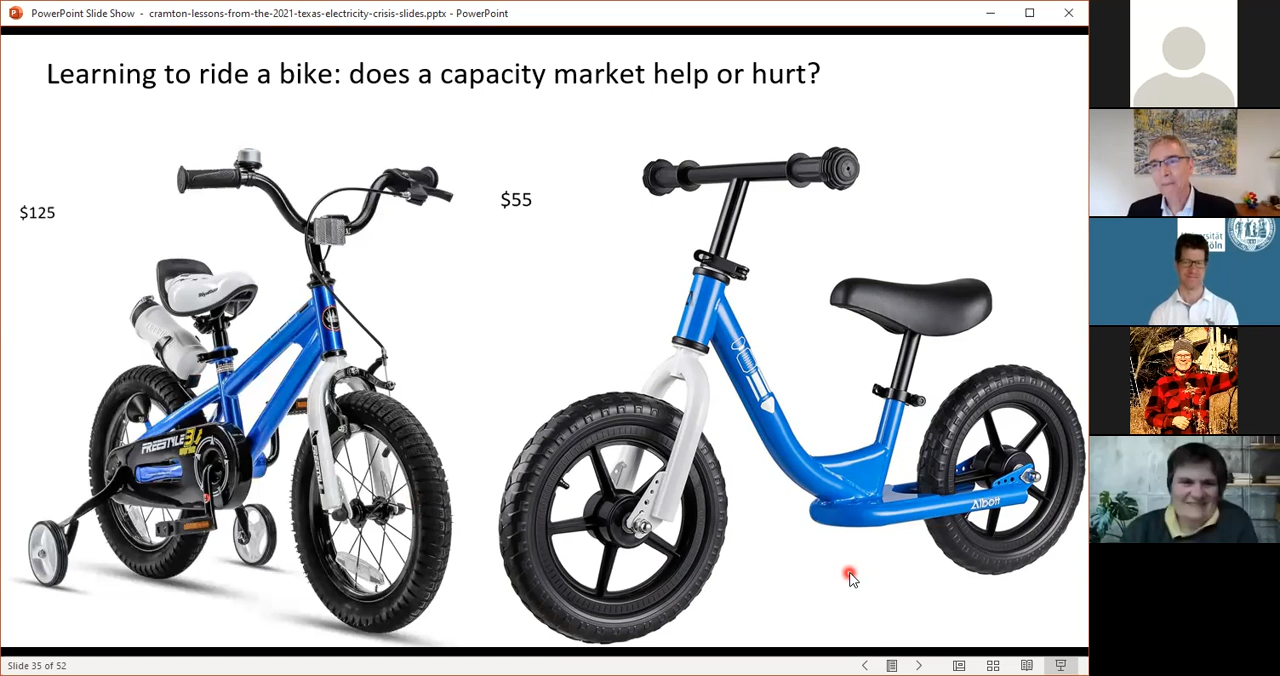 PowerPoint Slide Show - cramton-lessons-from-the-2021-texas-electricity-crisis-slides.pptx - PowerPoint
Learning to ride a bike: does a capacity market help or hurt?
$125
$55
FREESTYLE
Albott
Slide 35 of 52